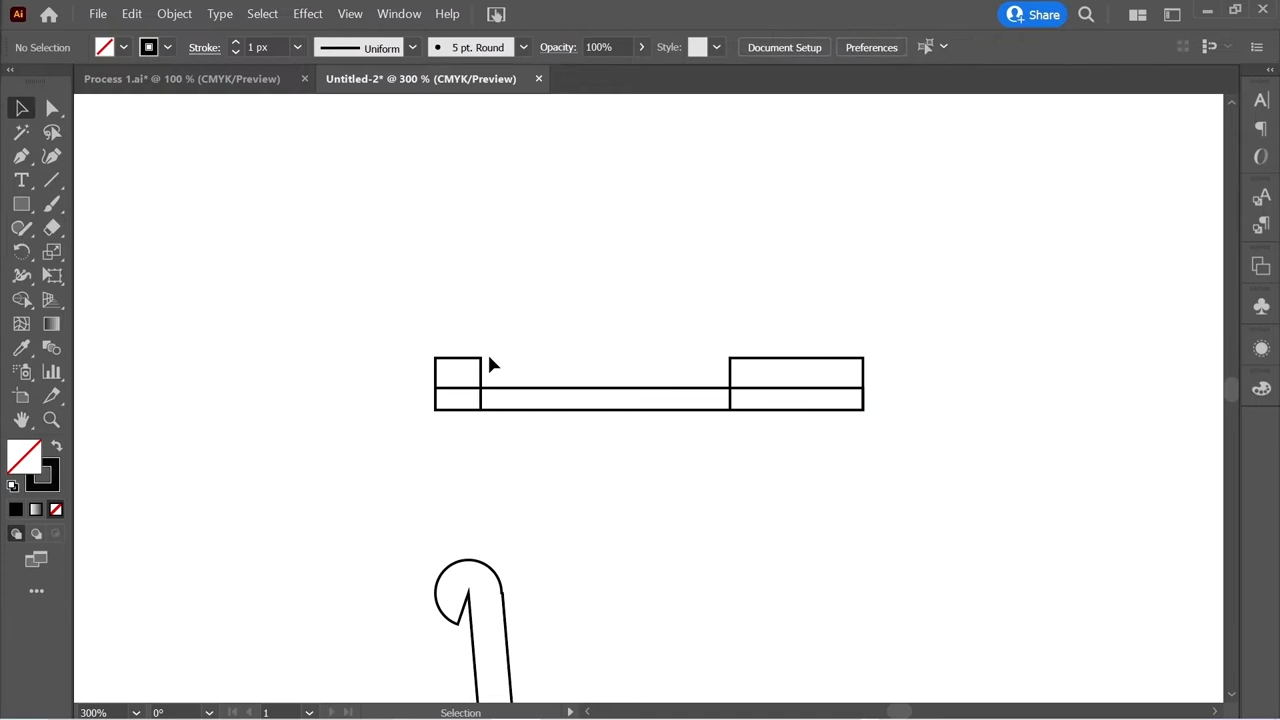 Ai File Edit Object Type Select Effect View Window Help Share
No Selection Stroke: 1 px Uniform 5 pt. Round Opacity: 100% Style: Document Setup Preferences
Process 1.ai* @ 100 % (CMYK/Preview) × Untitled-2* @ 300 % (CMYK/Preview) ×
300% 0° 1 Selection